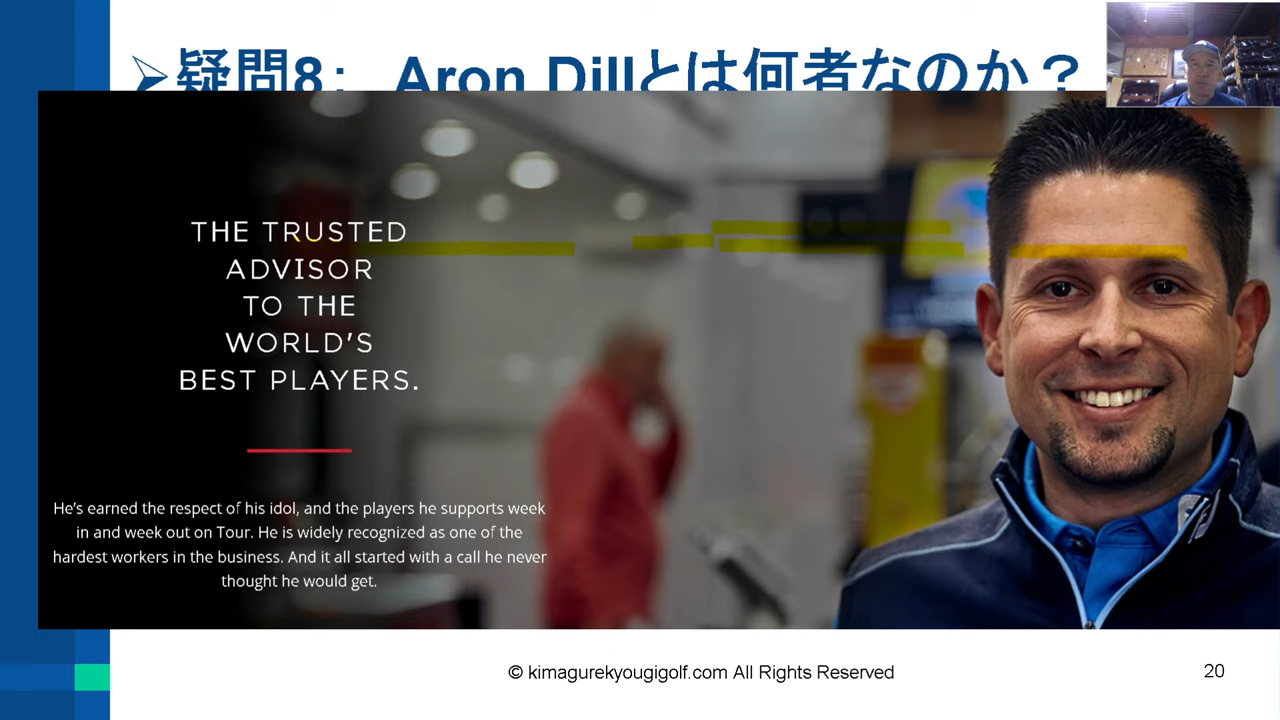 疑問8： Aron Dillとは何者なのか？
THE TRUSTED
ADVISOR
TO THE
WORLD'S
BEST PLAYERS.
He's earned the respect of his idol, and the players he supports week
in and week out on Tour. He is widely recognized as one of the
hardest workers in the business. And it all started with a call he never
thought he would get.
© kimagurekyougigolf.com All Rights Reserved
20